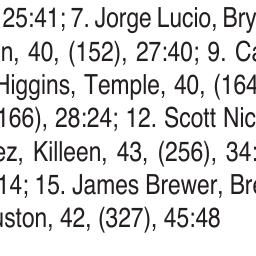 25:41; 7. Jorge Lucio, Bry
n, 40, (152), 27:40; 9. Ca
Higgins, Temple, 40, (164
166), 28:24; 12. Scott Nic
ez, Killeen, 43, (256), 34:
14; 15. James Brewer, Bre
uston, 42, (327), 45:48